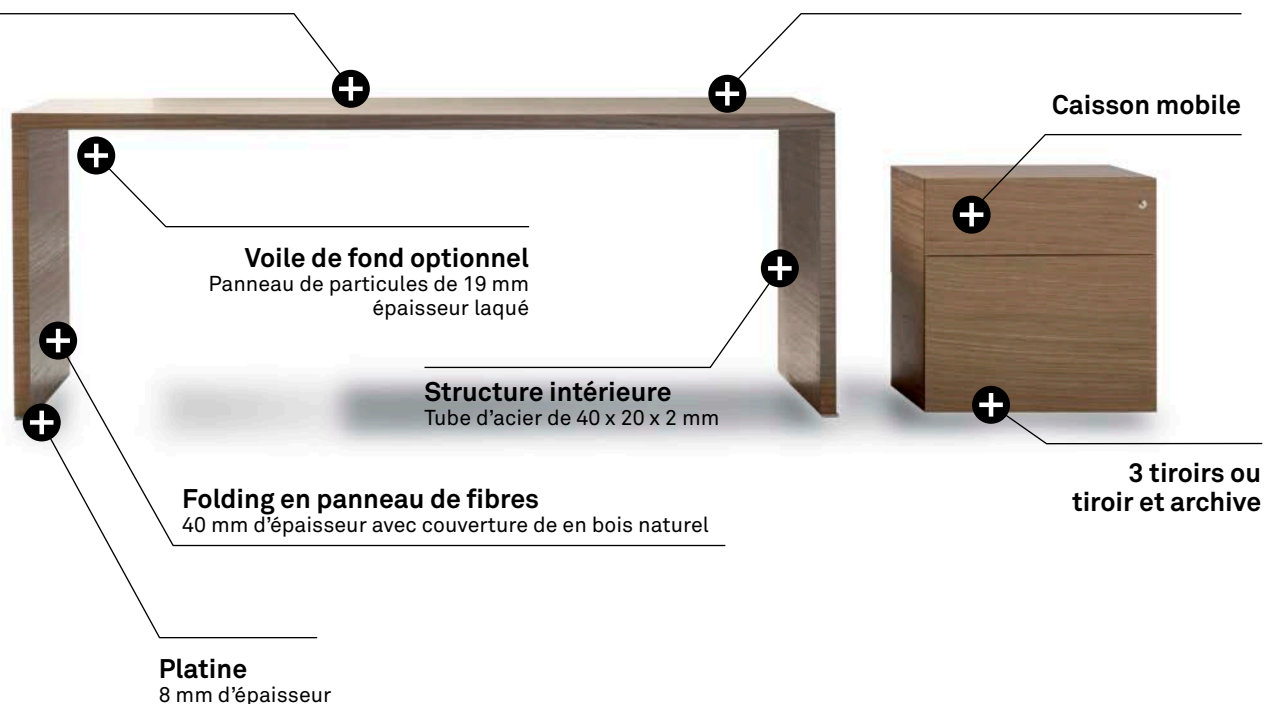 Caisson mobile
Voile de fond optionnel
Panneau de particules de 19 mm
épaisseur laqué
Structure intérieure
Tube d'acier de 40 x 20 x 2 mm
3 tiroirs ou
tiroir et archive
Folding en panneau de fibres
40 mm d'épaisseur avec couverture de en bois naturel
Platine
8 mm d'épaisseur